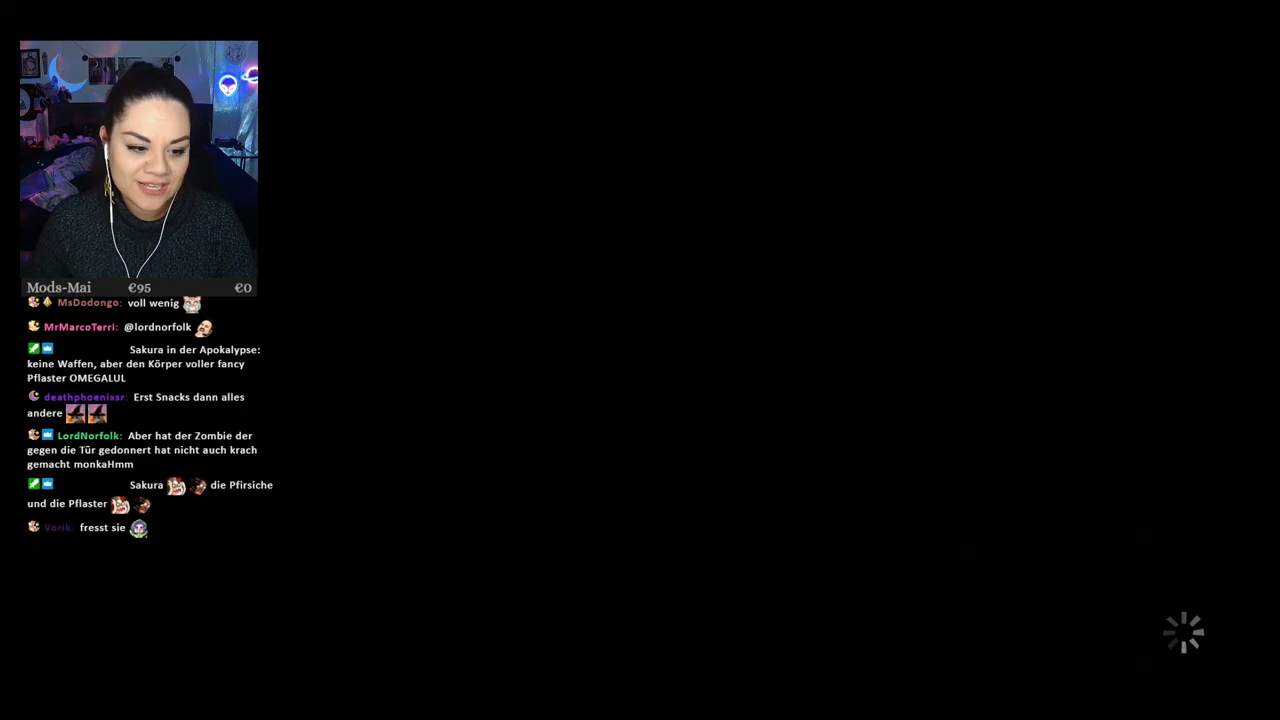 Mods-Mai €95 €0
MsDodongo: voll wenig
MrMarcoTerri: @lordnorfolk
Sakura in der Apokalypse:
keine Waffen, aber den Körper voller fancy
Pflaster OMEGALUL
deathphoenixsr: Erst Snacks dann alles
andere
LordNorfolk: Aber hat der Zombie der
gegen die Tür gedonnert hat nicht auch krach
gemacht monkaHmm
Sakura die Pfirsiche
und die Pflaster
Vorik: fresst sie